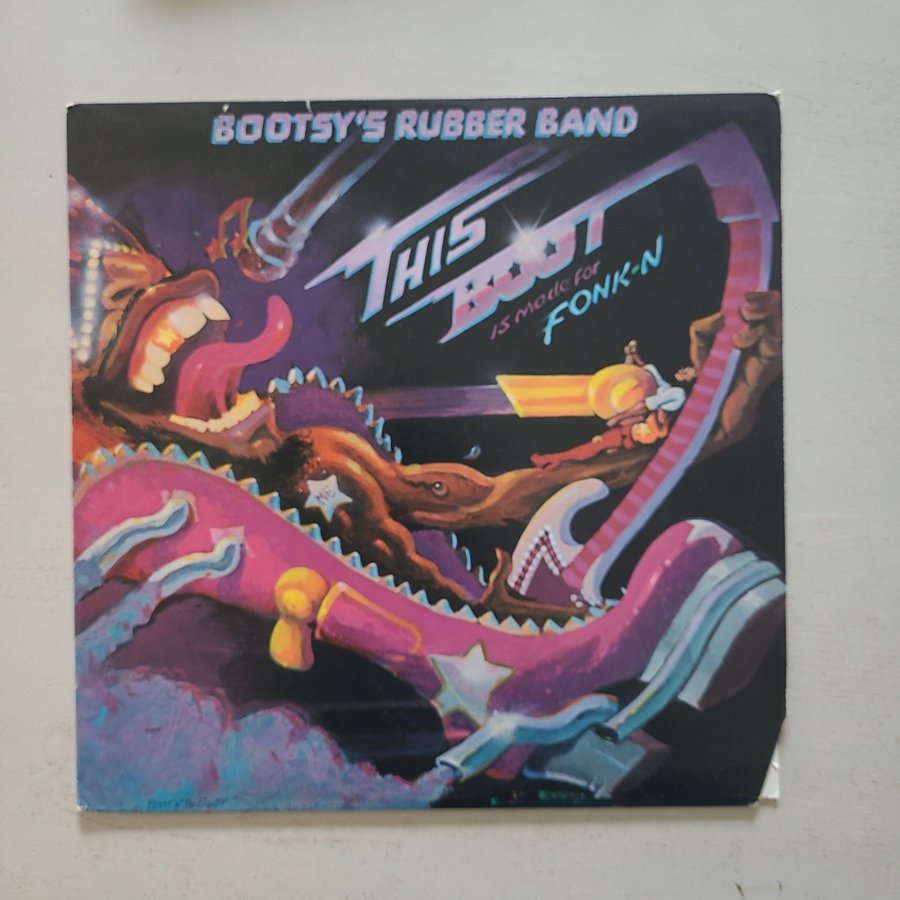 BOOTSY'S RUBBER BAND
THIS
BOOT
is made for
FONK-N